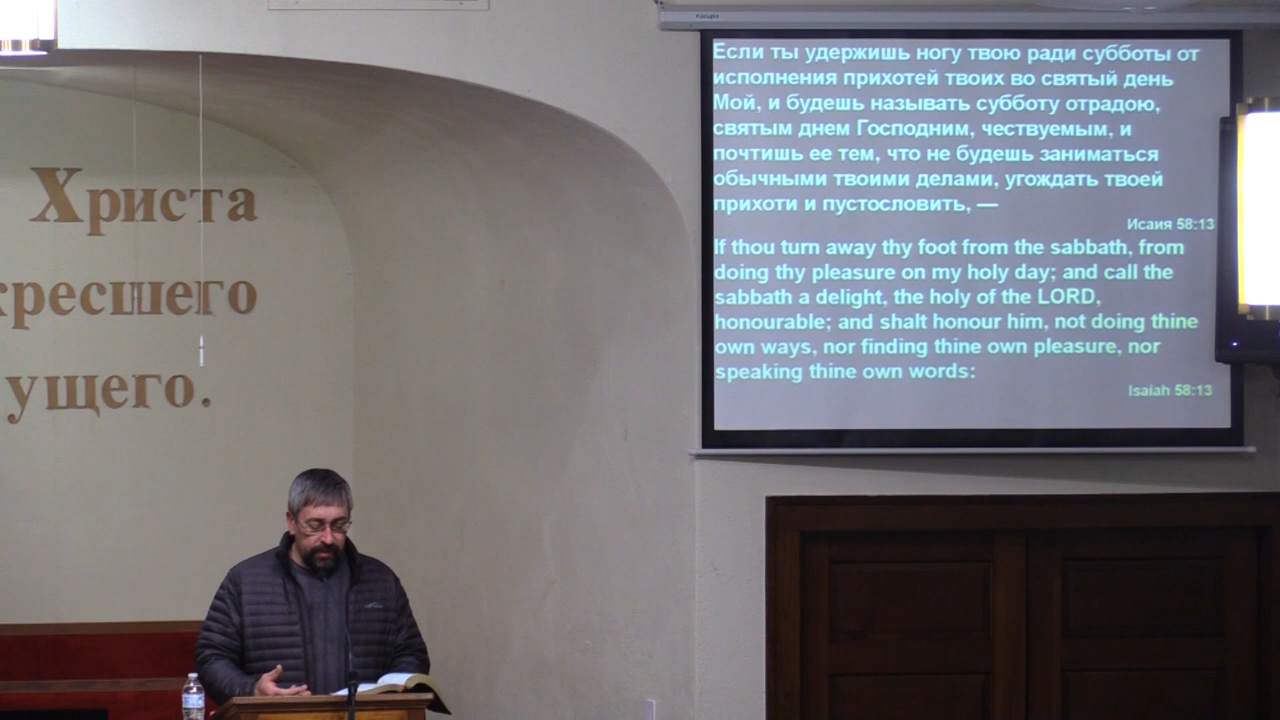 Христа
кресшего
ущего.
Если ты удержишь ногу твою ради субботы от
исполнения прихотей твоих во святый день
Мой, и будешь называть субботу отрадою,
святым днем Господним, чествуемым, и
почтишь ее тем, что не будешь заниматься
обычными твоими делами, угождать твоей
прихоти и пустословить, —
Исаия 58:13
If thou turn away thy foot from the sabbath, from
doing thy pleasure on my holy day; and call the
sabbath a delight, the holy of the LORD,
honourable; and shalt honour him, not doing thine
own ways, nor finding thine own pleasure, nor
speaking thine own words:
Isaiah 58:13